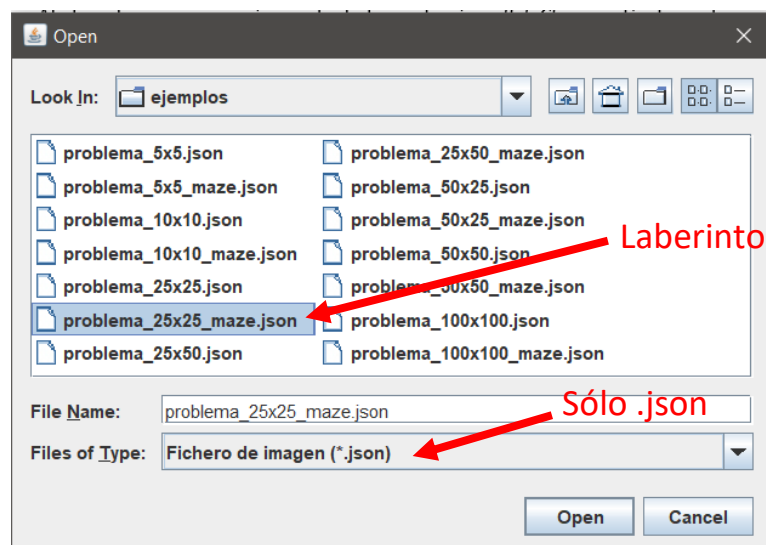 Open
Look In: ejemplos
problema_5x5.json
problema_5x5_maze.json
problema_10x10.json
problema_10x10_maze.json
problema_25x25.json
problema_25x25_maze.json
problema_25x50.json
problema_25x50_maze.json
problema_50x25.json
problema_50x25_maze.json
problema_50x50.json
problema_50x50_maze.json
problema_100x100.json
problema_100x100_maze.json
Laberinto
File Name: problema_25x25_maze.json
Sólo .json
Files of Type: Fichero de imagen (*.json)
Open Cancel